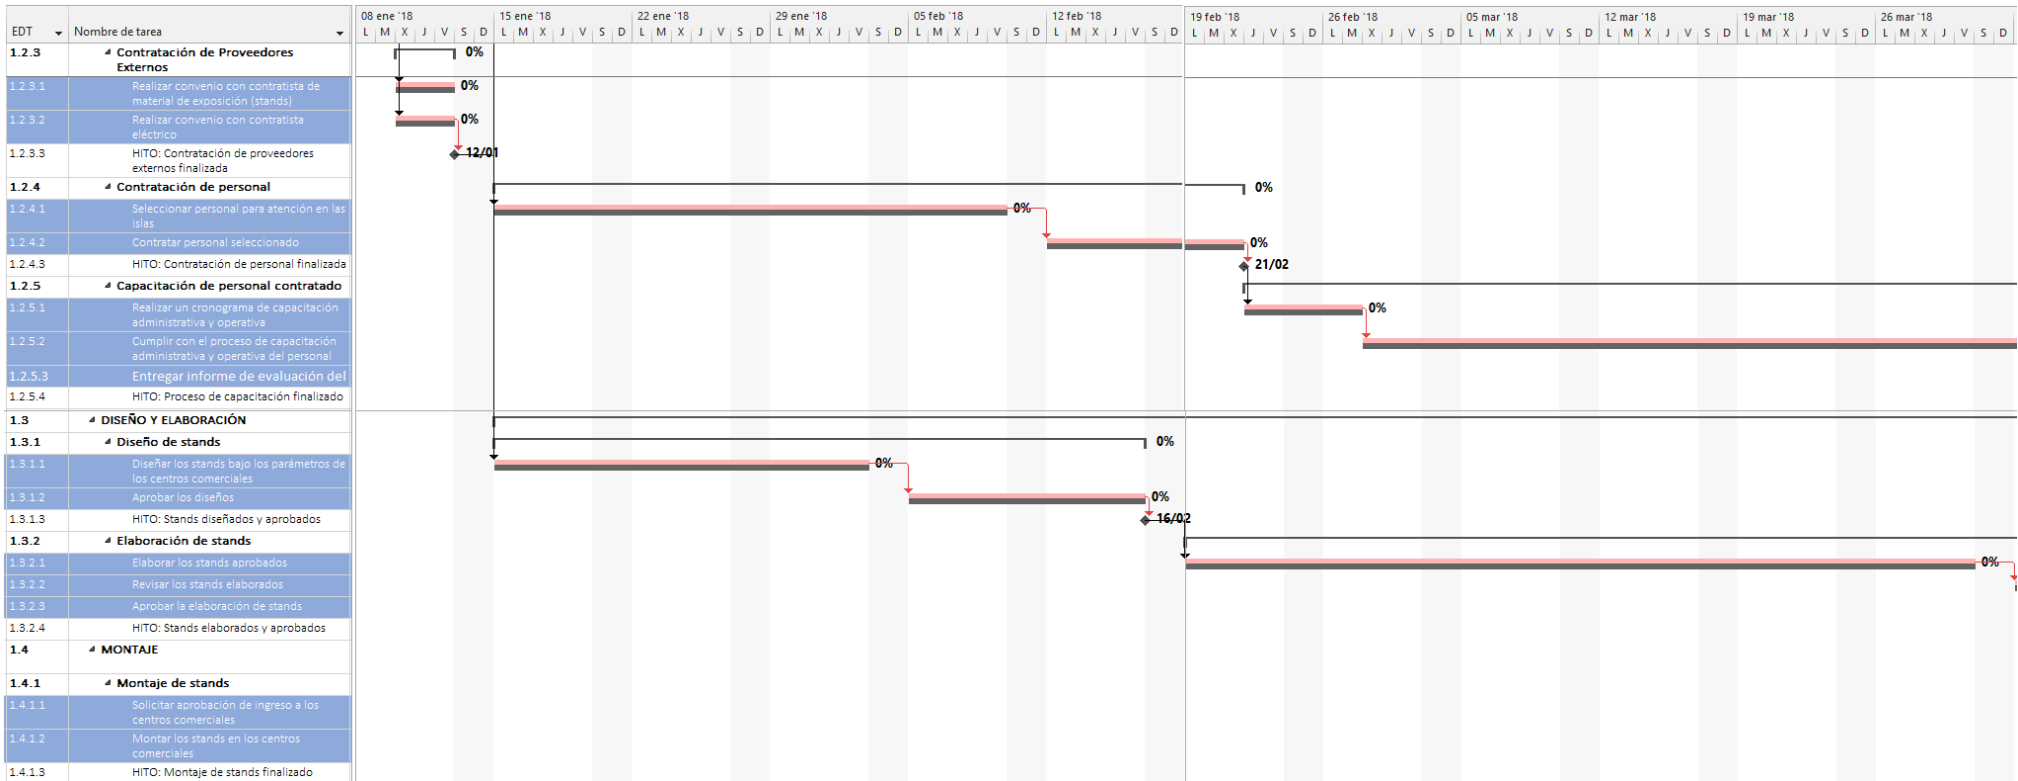 08 ene '18 15 ene '18 22 ene '18 29 ene '18 05 feb '18 12 feb '18 19 feb '18 26 feb '18 05 mar '18 12 mar '18 19 mar '18 26 mar '18
EDT Nombre de tarea L M X J V S D L M X J V S D L M X J V S D L M X J V S D L M X J V S D L M X J V S D L M X J V S D L M X J V S D L M X J V S D L M X J V S D L M X J V S D L M X J V S D
1.2.3 Contratación de Proveedores 0%
Externos
1.2.3.1 Realizar convenio con contratista de 0%
material de exposición (stands)
1.2.3.2 Realizar convenio con contratista 0%
eléctrico
1.2.3.3 HITO: Contratación de proveedores 12/01
externos finalizada
1.2.4 Contratación de personal 0%
1.2.4.1 Seleccionar personal para atención en las 0%
islas
1.2.4.2 Contratar personal seleccionado 0%
1.2.4.3 HITO: Contratación de personal finalizada 21/02
1.2.5 Capacitación de personal contratado
1.2.5.1 Realizar un cronograma de capacitación 0%
administrativa y operativa
1.2.5.2 Cumplir con el proceso de capacitación
administrativa y operativa del personal
1.2.5.3 Entregar informe de evaluación del
1.2.5.4 HITO: Proceso de capacitación finalizado
1.3 DISEÑO Y ELABORACIÓN
1.3.1 Diseño de stands 0%
1.3.1.1 Diseñar los stands bajo los parámetros de 0%
los centros comerciales
1.3.1.2 Aprobar los diseños 0%
1.3.1.3 HITO: Stands diseñados y aprobados 16/02
1.3.2 Elaboración de stands
1.3.2.1 Elaborar los stands aprobados 0%
1.3.2.2 Revisar los stands elaborados
1.3.2.3 Aprobar la elaboración de stands
1.3.2.4 HITO: Stands elaborados y aprobados
1.4 MONTAJE
1.4.1 Montaje de stands
1.4.1.1 Solicitar aprobación de ingreso a los
centros comerciales
1.4.1.2 Montar los stands en los centros
comerciales
1.4.1.3 HITO: Montaje de stands finalizado